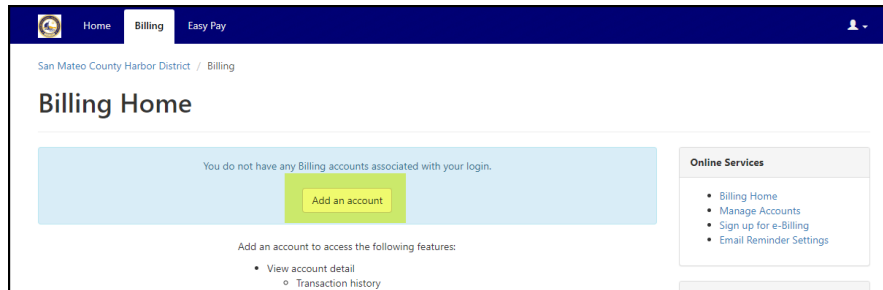 Home Billing Easy Pay
San Mateo County Harbor District / Billing
Billing Home
You do not have any Billing accounts associated with your login.
Add an account
Add an account to access the following features:
• View account detail
○ Transaction history
Online Services
• Billing Home
• Manage Accounts
• Sign up for e-Billing
• Email Reminder Settings